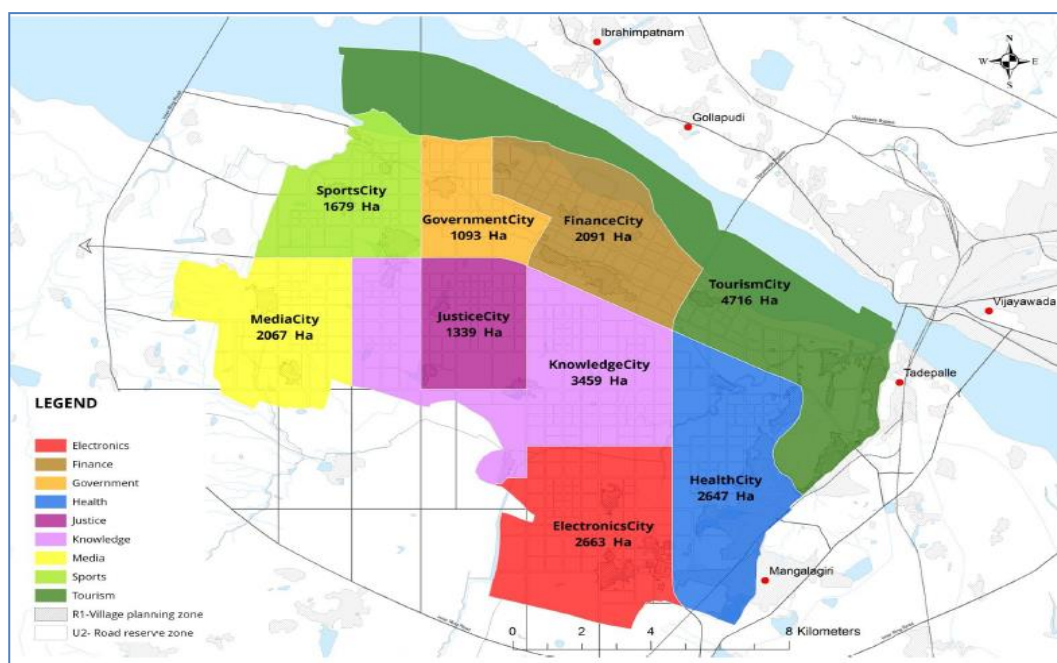 Ibrahimpatnam
N
W E
S
Gollapudi
SportsCity
1679 Ha
GovernmentCity
1093 Ha
FinanceCity
2091 Ha
TourismCity
4716 Ha
Vijayawada
MediaCity
2067 Ha
JusticeCity
1339 Ha
KnowledgeCity
3459 Ha
Tadepalle
HealthCity
2647 Ha
ElectronicsCity
2663 Ha
Mangalagiri
LEGEND
Electronics
Finance
Government
Health
Justice
Knowledge
Media
Sports
Tourism
R1-Village planning zone
U2- Road reserve zone
0 2 4 8 Kilometers